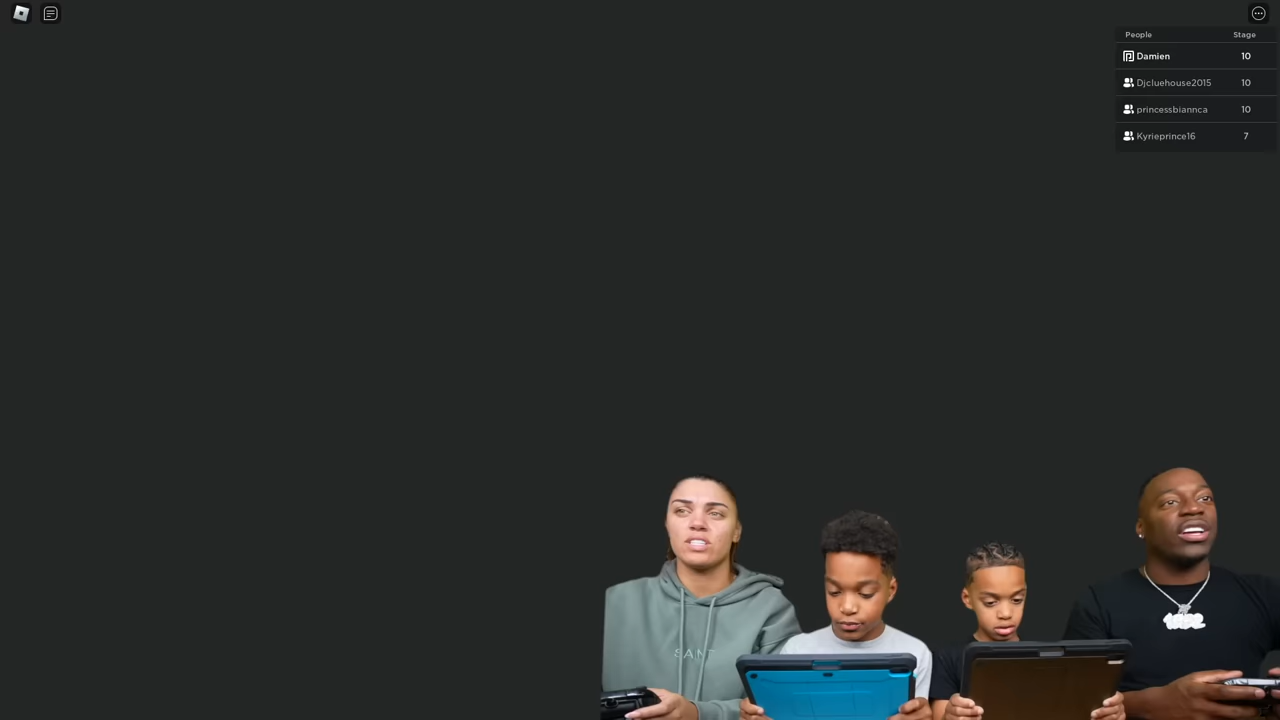 People Stage
Damien 10
Djcluehouse2015 10
princessbiannca 10
Kyrieprince16 7